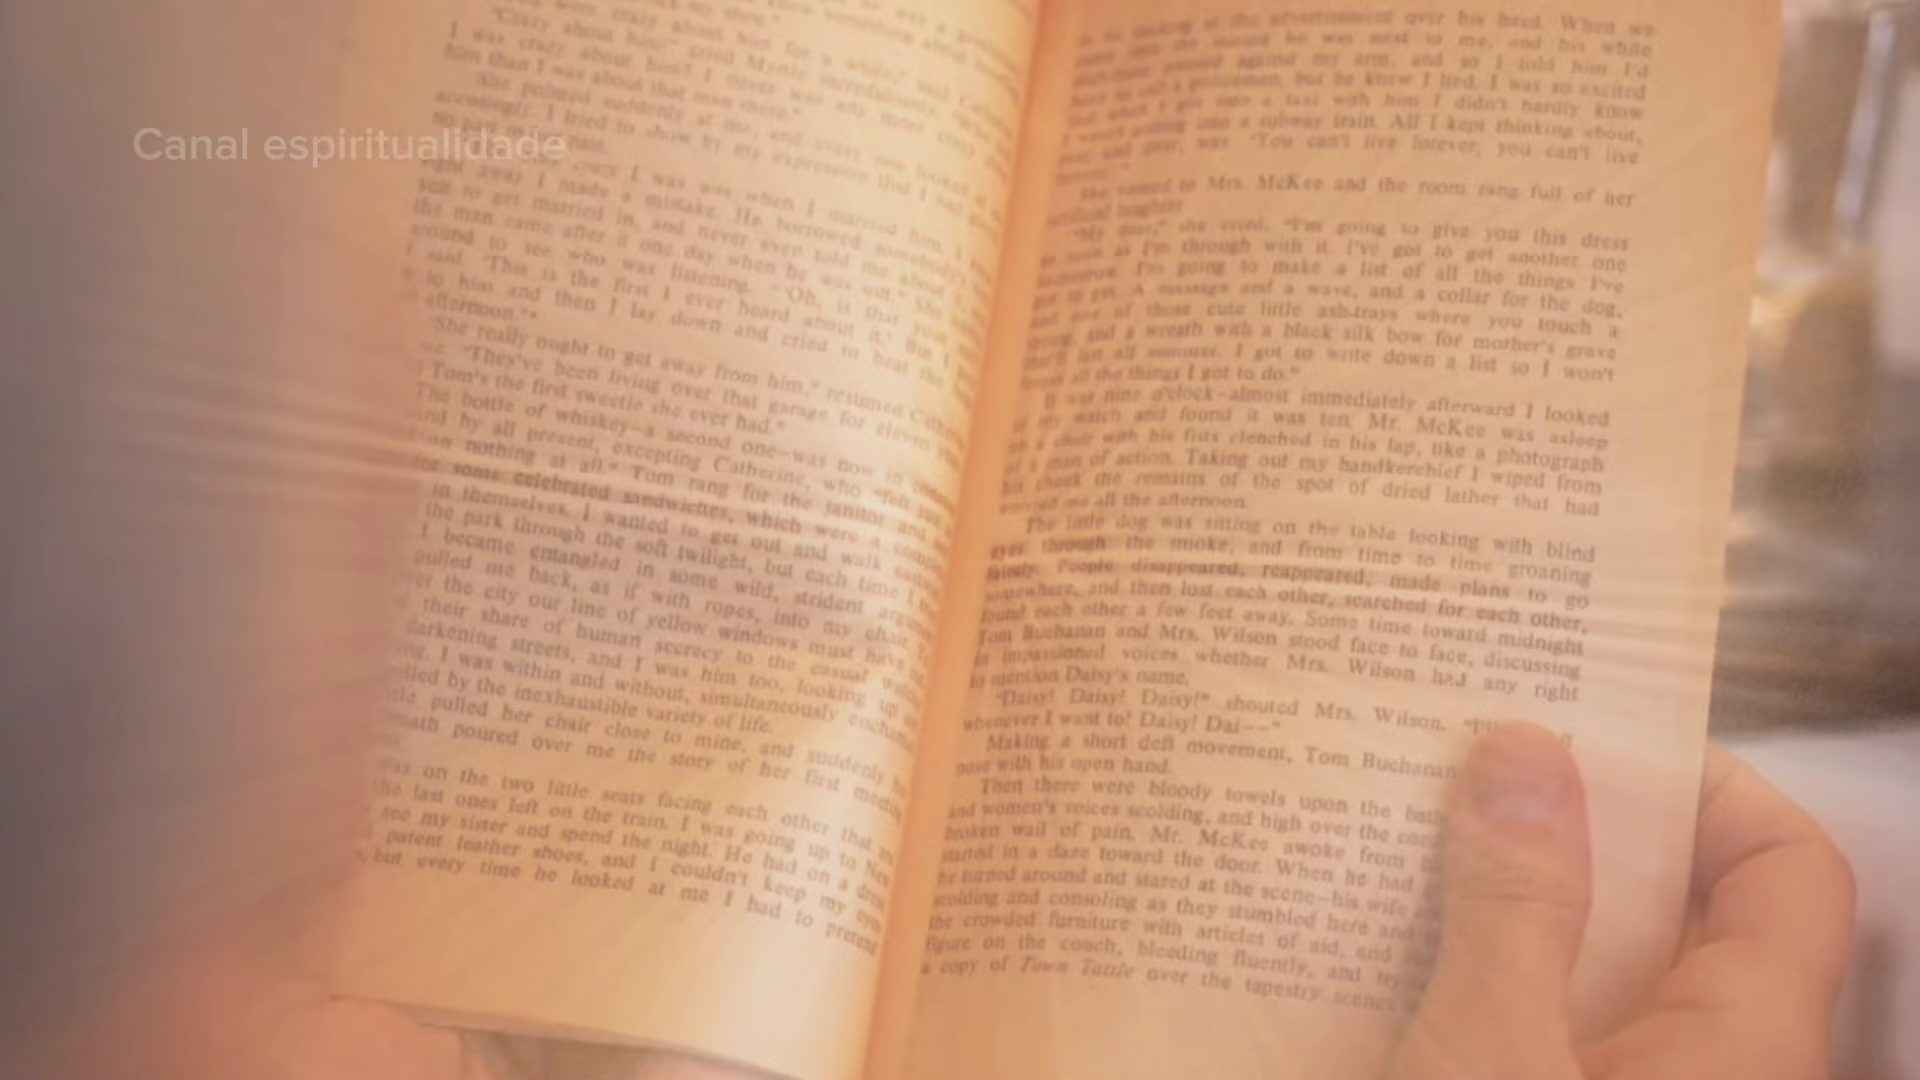 Canal espiritualidade
were crazy about him for a while," said
"Crazy about him!" cried Myrtle incredulously.
I was crazy about him? I never was any more crazy
him than I was about that man there."
She pointed suddenly at me, and every one looked
accusingly. I tried to show by my expression that I had
no part past.
crazy I was was when I married him. I
right away I made a mistake. He borrowed somebody's
suit to get married in, and never even told me about it,
the man came after it one day when he was out." She
around to see who was listening. "'Oh, is that your
I said. 'This is the first I ever heard about it.' But I
to him and then I lay down and cried to beat the
afternoon."
"She really ought to get away from him," resumed
me. "They've been living over that garage for eleven
Tom's the first sweetie she ever had."
The bottle of whiskey—a second one—was now in
and by all present, excepting Catherine, who "felt just
on nothing at all." Tom rang for the janitor and
for some celebrated sandwiches, which were a
in themselves. I wanted to get out and walk
the park through the soft twilight, but each time I
I became entangled in some wild, strident
pulled me back, as if with ropes, into my chair.
the city our line of yellow windows must have
their share of human secrecy to the casual
darkening streets, and I was him too, looking up
I was within and without, simultaneously
by the inexhaustible variety of life.
pulled her chair close to mine, and suddenly
poured over me the story of her first
was on the two little seats facing each other that
the last ones left on the train. I was going up to New
see my sister and spend the night. He had on a dress
patent leather shoes, and I couldn't keep my eyes
but every time he looked at me I had to pretend
to be looking at the advertisement over his head. When we
came into the station he was next to me, and his white
pressed against my arm, and so I told him I'd
have to call a policeman, but he knew I lied. I was so excited
that when I got into a taxi with him I didn't hardly know
I wasn't getting into a subway train. All I kept thinking about,
over and over, was 'You can't live forever; you can't live
She turned to Mrs. McKee and the room rang full of her
artificial laughter.
"My dear," she cried, "I'm going to give you this dress
as soon as I'm through with it. I've got to get another one
tomorrow. I'm going to make a list of all the things I've
got to get. A massage and a wave, and a collar for the dog,
and one of those cute little ash-trays where you touch a
spring, and a wreath with a black silk bow for mother's grave
that'll last all summer. I got to write down a list so I won't
forget all the things I got to do."
It was nine o'clock—almost immediately afterward I looked
at my watch and found it was ten. Mr. McKee was asleep
on a chair with his fists clenched in his lap, like a photograph
of a man of action. Taking out my handkerchief I wiped from
his cheek the remains of the spot of dried lather that had
worried me all the afternoon.
The little dog was sitting on the table looking with blind
eyes through the smoke, and from time to time groaning
faintly. People disappeared, reappeared, made plans to go
somewhere, and then lost each other, searched for each other,
found each other a few feet away. Some time toward midnight
Tom Buchanan and Mrs. Wilson stood face to face, discussing
in impassioned voices whether Mrs. Wilson had any right
to mention Daisy's name.
"Daisy! Daisy! Daisy!" shouted Mrs. Wilson.
whenever I want to! Daisy! Dai——"
Making a short deft movement, Tom Buchanan
nose with his open hand.
Then there were bloody towels upon the
and women's voices scolding, and high over the
broken wail of pain. Mr. McKee awoke from
started in a daze toward the door. When he had
he turned around and stared at the scene—his wife
scolding and consoling as they stumbled here and
the crowded furniture with articles of aid, and
figure on the couch, bleeding fluently, and
a copy of Town Tattle over the tapestry scenes